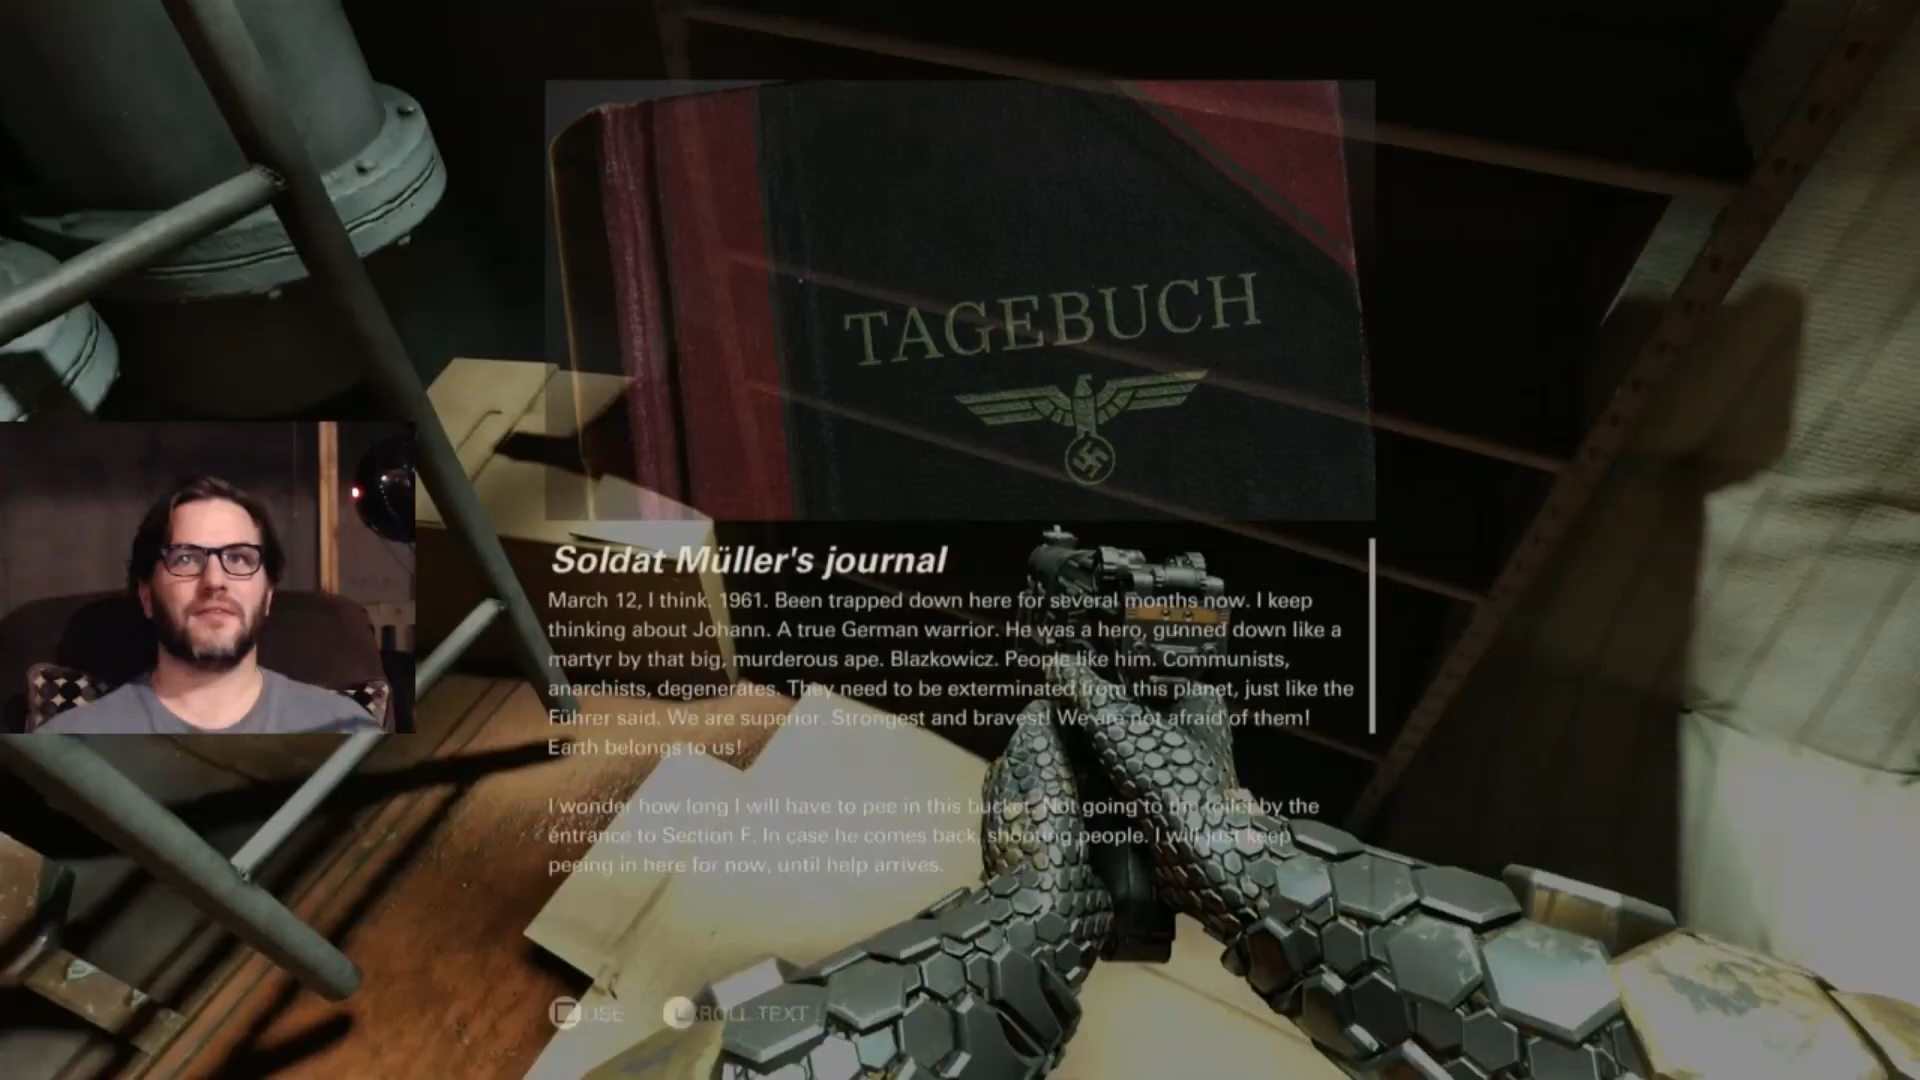 TAGEBUCH
Soldat Müller's journal
March 12, I think. 1961. Been trapped down here for several months now. I keep
thinking about Johann. A true German warrior. He was a hero, gunned down like a
martyr by that big, murderous ape. Blazkowicz. People like him. Communists,
anarchists, degenerates. They need to be exterminated from this planet, just like the
Führer said. We are superior. Strongest and bravest! We are not afraid of them!
Earth belongs to us!
I wonder how long I will have to pee in this bucket. Not going to the toilet by the
entrance to Section F. In case he comes back, shooting people. I will just keep
peeing in here for now, until help arrives.
TEXT